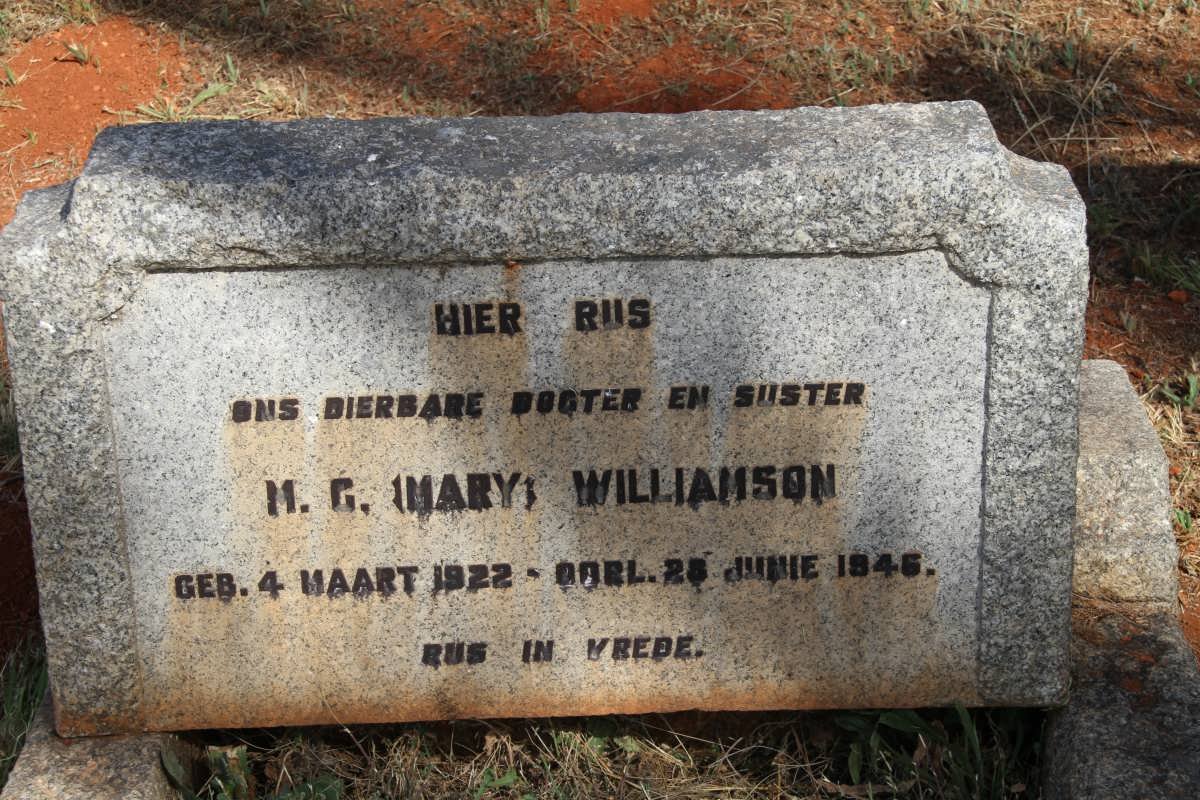 HIER RUS
ONS DIERBARE DOGTER EN SUSTER
M. G. (MARY) WILLIAMSON
GEB. 4 MAART 1922 - OORL. 28 JUNIE 1946.
RUS IN VREDE.